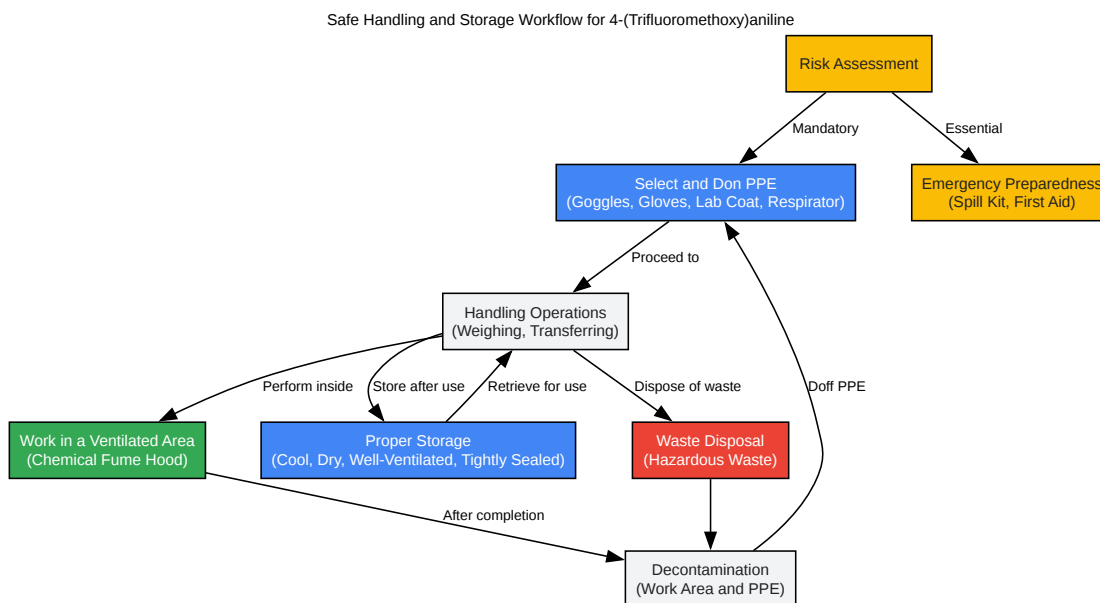 Safe Handling and Storage Workflow for 4-(Trifluoromethoxy)aniline
Risk Assessment
Mandatory
Essential
Select and Don PPE
(Goggles, Gloves, Lab Coat, Respirator)
Emergency Preparedness
(Spill Kit, First Aid)
Proceed to
Handling Operations
(Weighing, Transferring)
Perform inside
Store after use
Retrieve for use
Dispose of waste
Doff PPE
Work in a Ventilated Area
(Chemical Fume Hood)
Proper Storage
(Cool, Dry, Well-Ventilated, Tightly Sealed)
Waste Disposal
(Hazardous Waste)
After completion
Decontamination
(Work Area and PPE)